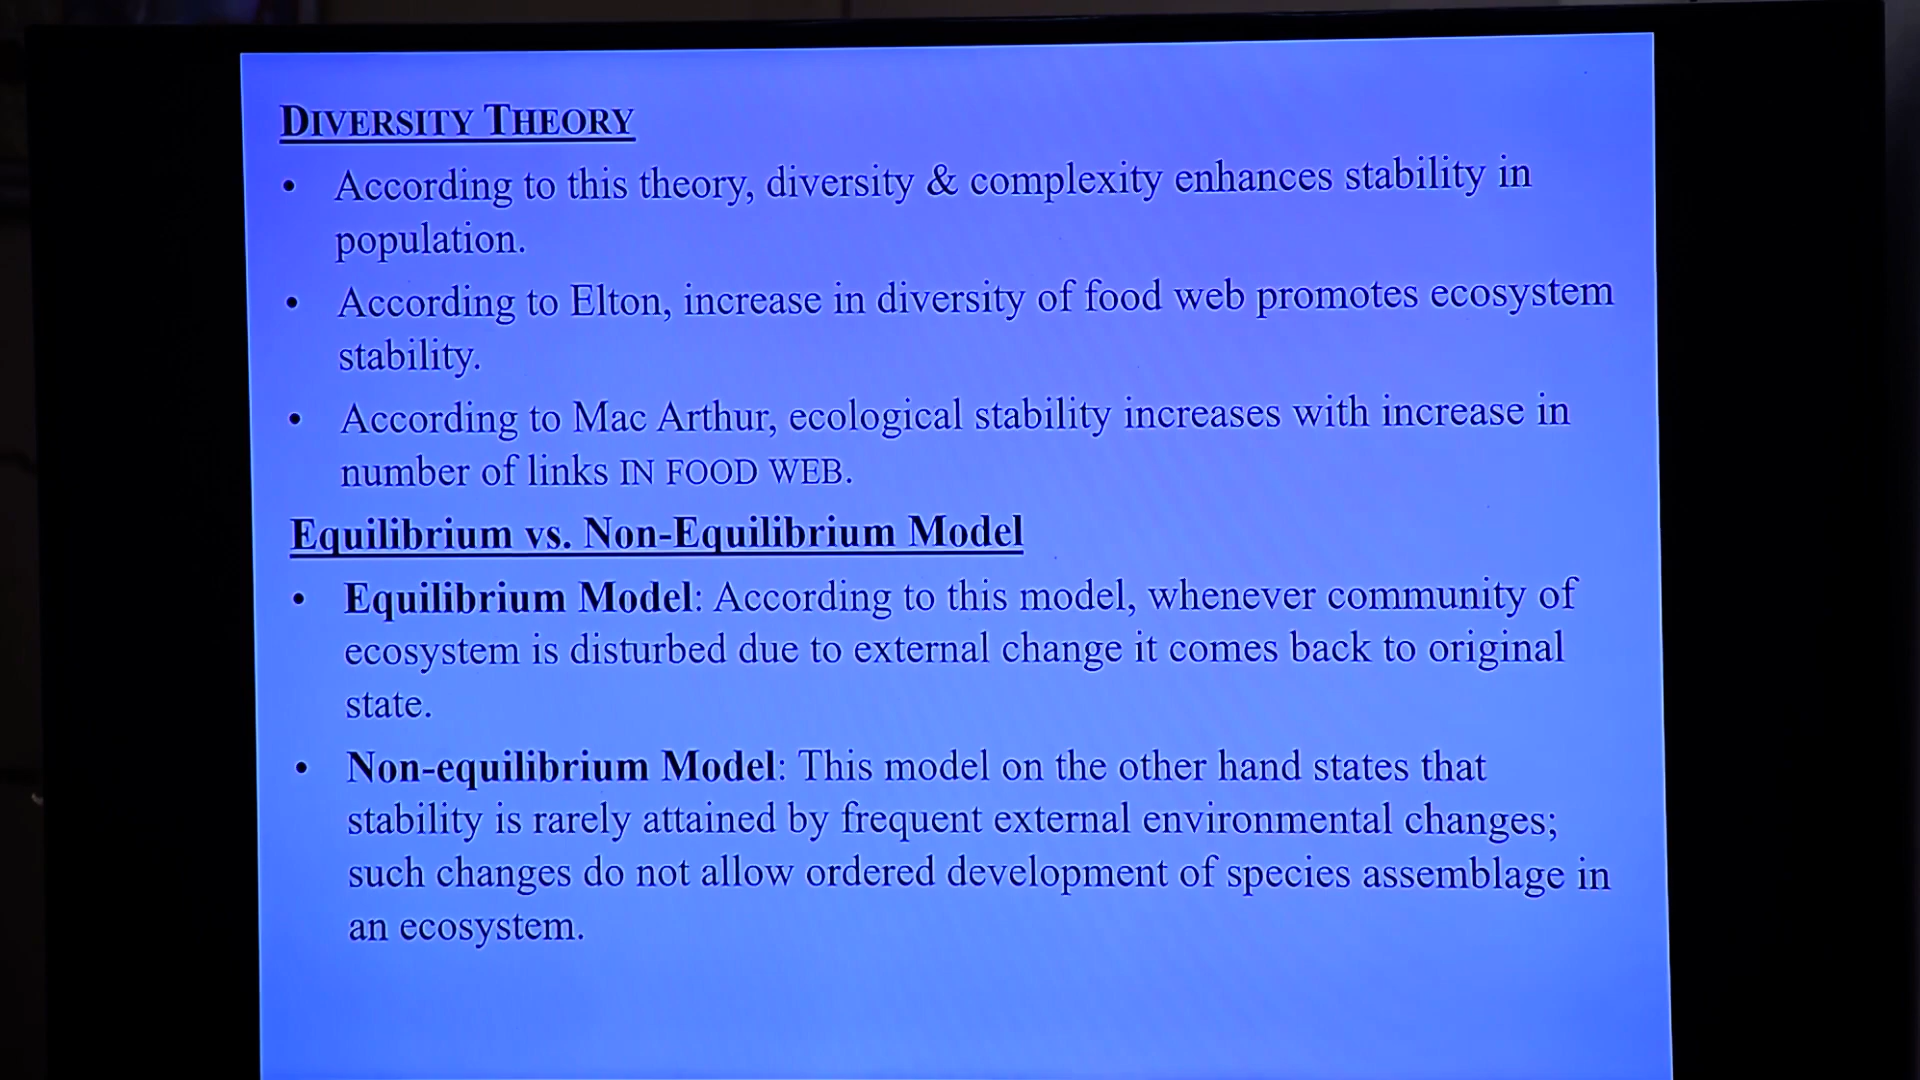 DIVERSITY THEORY
• According to this theory, diversity & complexity enhances stability in
population.
• According to Elton, increase in diversity of food web promotes ecosystem
stability.
• According to Mac Arthur, ecological stability increases with increase in
number of links IN FOOD WEB.
Equilibrium vs. Non-Equilibrium Model
• Equilibrium Model: According to this model, whenever community of
ecosystem is disturbed due to external change it comes back to original
state.
• Non-equilibrium Model: This model on the other hand states that
stability is rarely attained by frequent external environmental changes;
such changes do not allow ordered development of species assemblage in
an ecosystem.